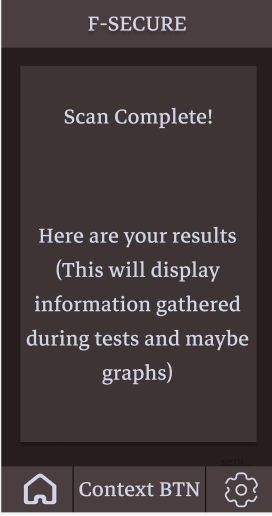 F-SECURE
Scan Complete!
Here are your results
(This will display
information gathered
during tests and maybe
graphs)
Context BTN